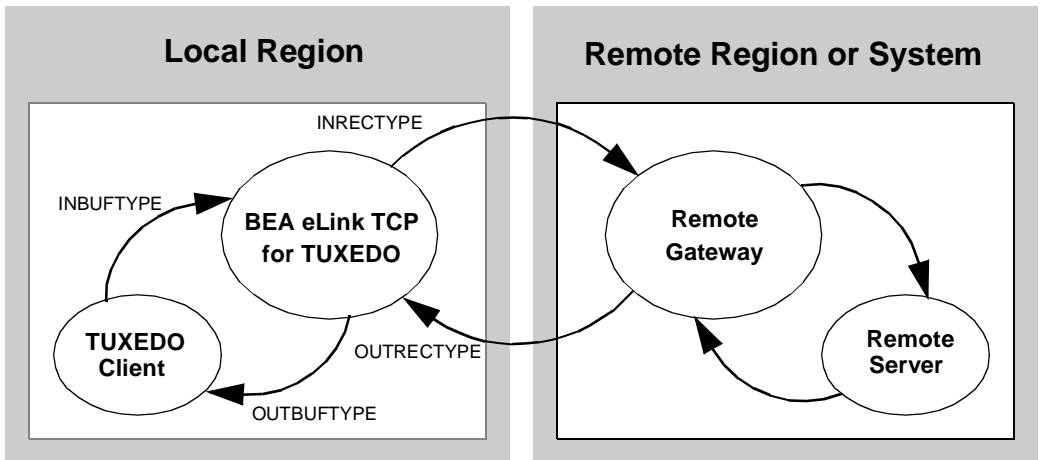 Local Region
Remote Region or System
INRECTYPE
INBUFTYPE
BEA eLink TCP
for TUXEDO
Remote
Gateway
TUXEDO
Client
OUTRECTYPE
Remote
Server
OUTBUFTYPE